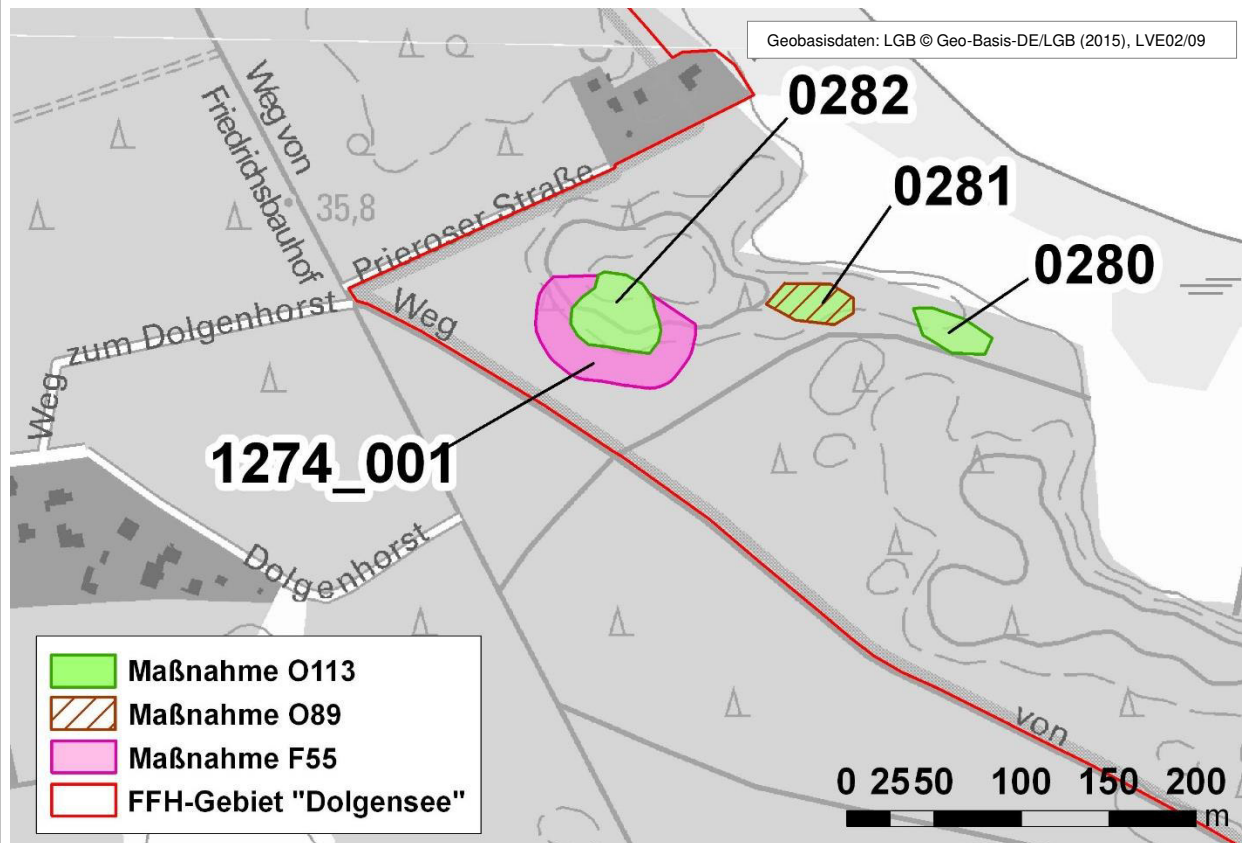 Geobasisdaten: LGB © Geo-Basis-DE/LGB (2015), LVE02/09
0282
Weg von
Friedrichsbauhof
35,8
Prieroser Straße
0281
0280
Weg
zum Dolgenhorst
Weg
1274_001
Dolgenhorst
von
Maßnahme O113
Maßnahme O89
Maßnahme F55
FFH-Gebiet "Dolgensee"
0 25 50 100 150 200
m